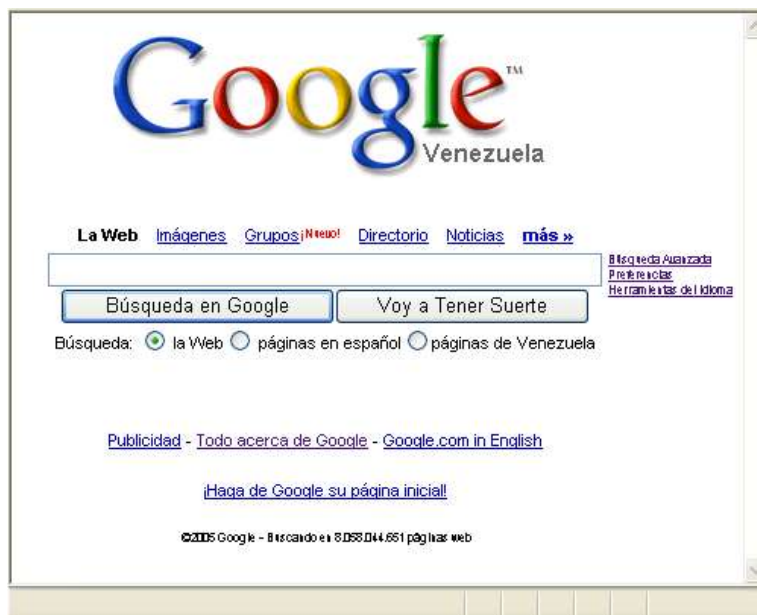 Google™
Venezuela
La Web Imágenes Grupos ¡Nuevo! Directorio Noticias más »
Búsqueda Avanzada
Preferencias
Herramientas del Idioma
Búsqueda en Google Voy a Tener Suerte
Búsqueda: la Web páginas en español páginas de Venezuela
Publicidad - Todo acerca de Google - Google.com in English
¡Haga de Google su página inicial!
©2005 Google - Buscando en 8.058.044.651 páginas web